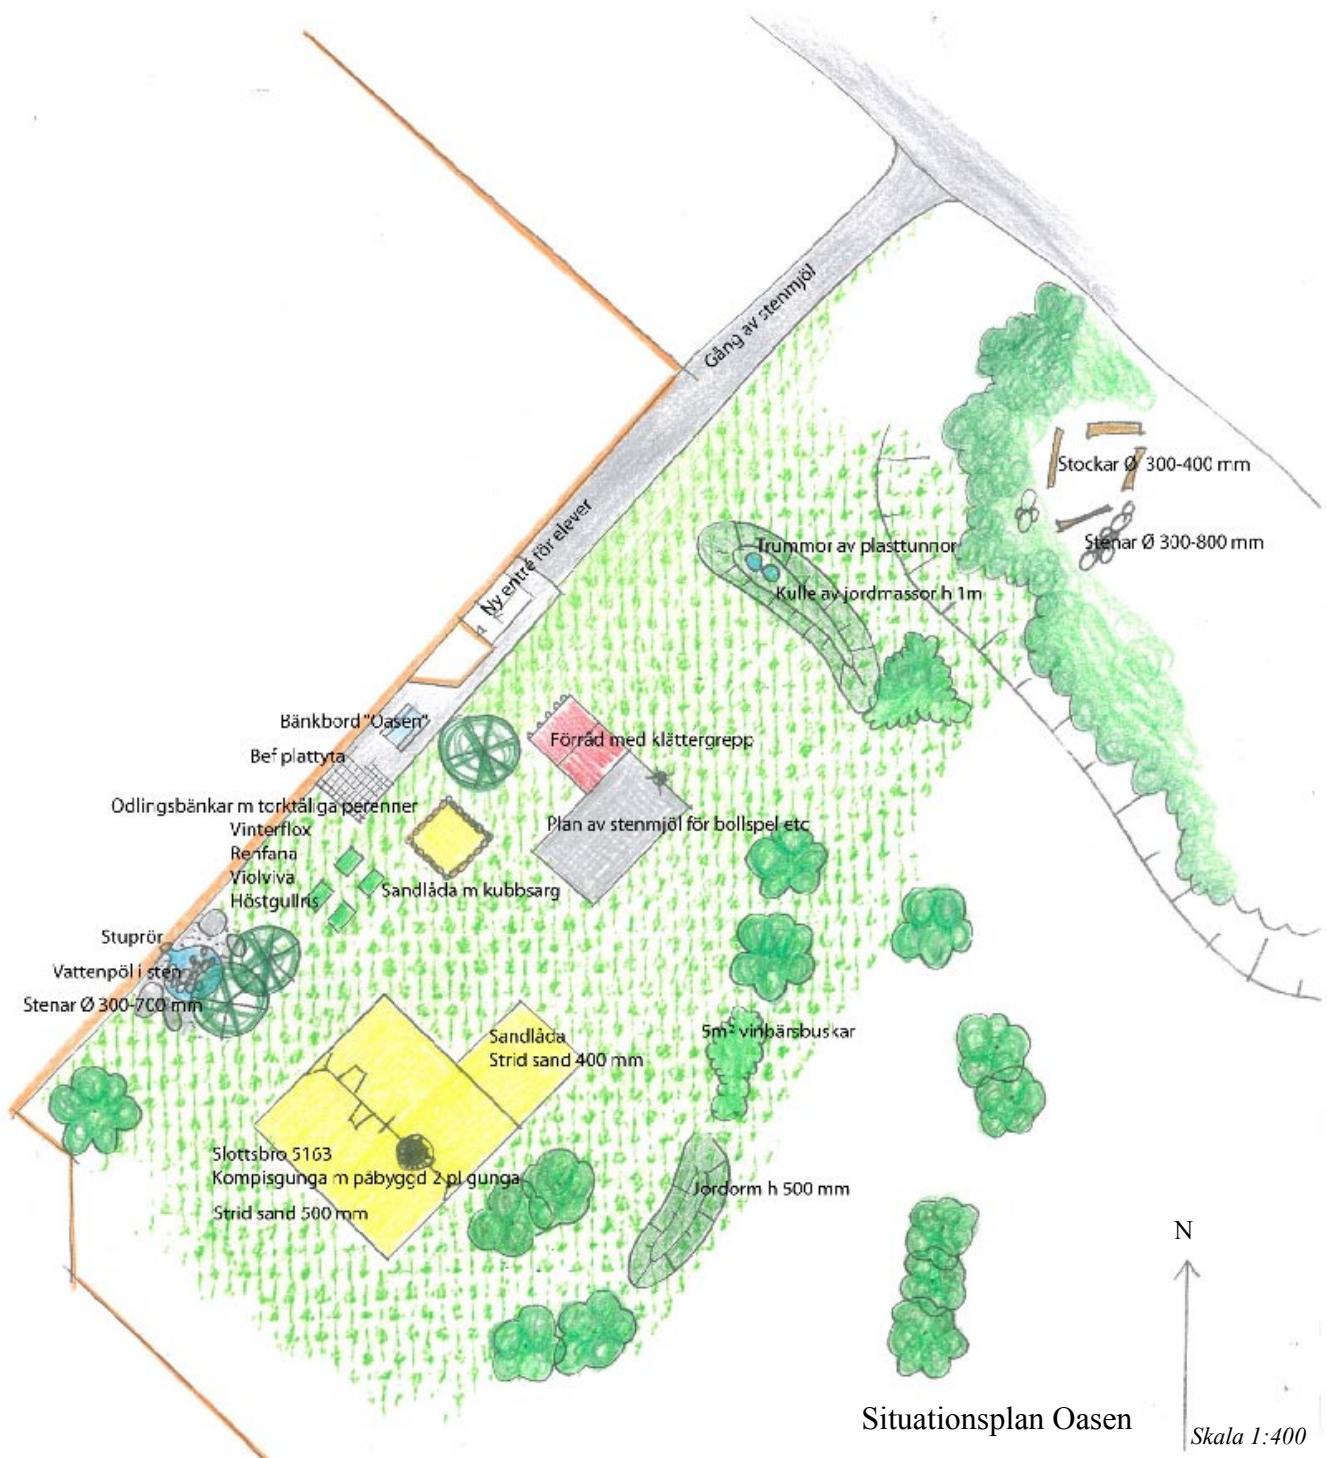 Gång av stenmjöl
Stockar Ø 300-400 mm
Ny entré för elever
Trummor av plasttunnor
Stenar Ø 300-800 mm
Kulle av jordmassor h 1m
Bänkbord "Oasen"
Förråd med klättergrepp
Bef plattyta
Odlingsbänkar m torktåliga perenner
Vinterflox
Renfana
Violviva
Höstgullris
Plan av stenmjöl för bollspel etc
Sandlåda m kubbsarg
Stuprör
Vattenpöl i sten
Stenar Ø 300-700 mm
Sandlåda
Strid sand 400 mm
5m² vinbärsbuskar
Slottsbro 5163
Kompisgunga m påbyggd 2 pl gunga
Strid sand 500 mm
Jordorm h 500 mm
N
Situationsplan Oasen
Skala 1:400